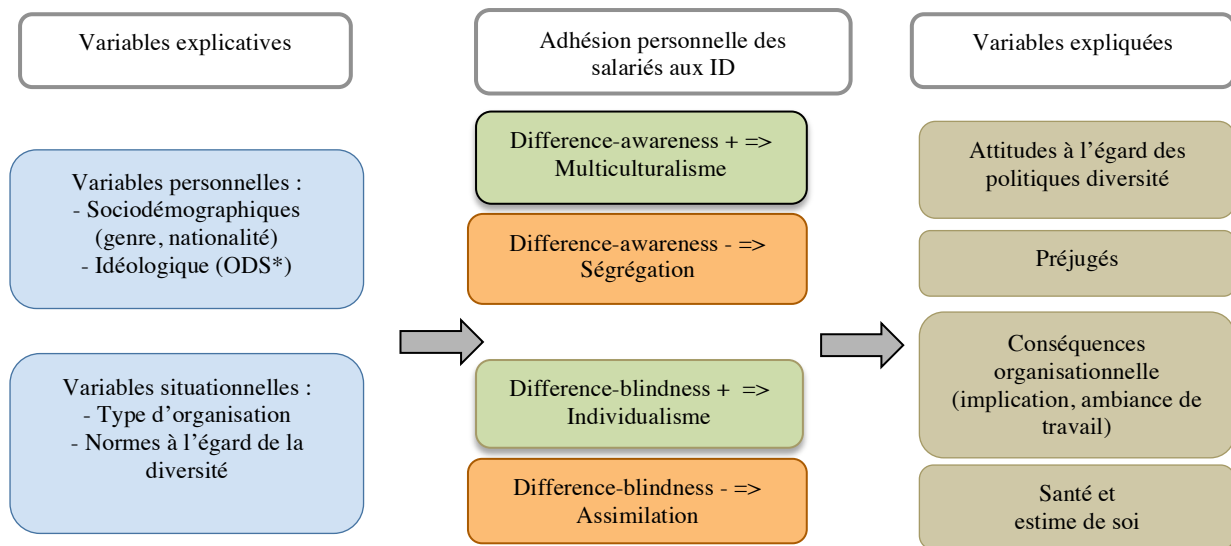 Variables explicatives
Adhésion personnelle des
salariés aux ID
Variables expliquées
Variables personnelles :
- Sociodémographiques
(genre, nationalité)
- Idéologique (ODS*)
Variables situationnelles :
- Type d’organisation
- Normes à l’égard de la
diversité
Difference-awareness + =>
Multiculturalisme
Difference-awareness - =>
Ségrégation
Difference-blindness + =>
Individualisme
Difference-blindness - =>
Assimilation
Attitudes à l’égard des
politiques diversité
Préjugés
Conséquences
organisationnelle
(implication, ambiance de
travail)
Santé et
estime de soi